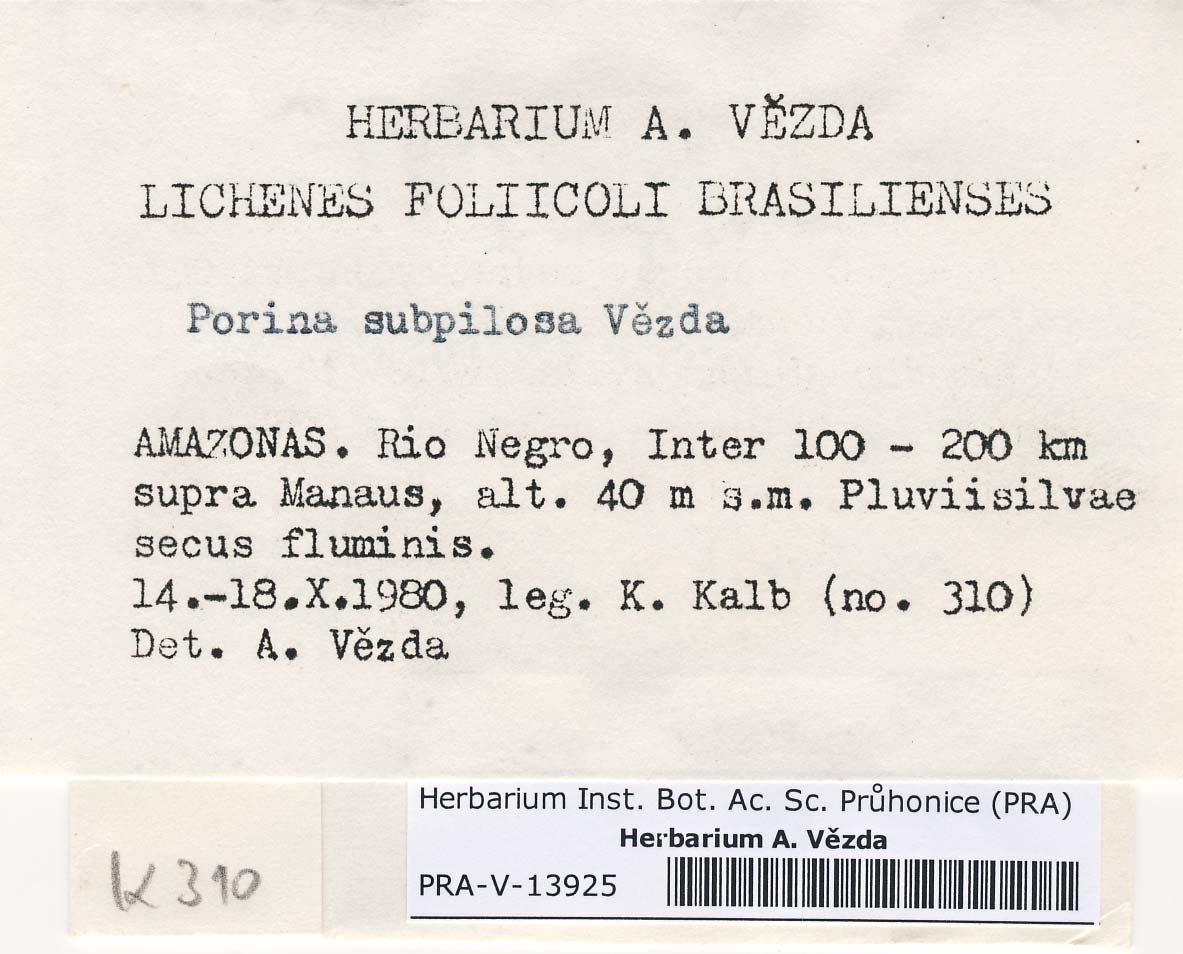 HERBARIUM A. VĚZDA
LICHENES FOLIICOLI BRASILIENSES
Porina subpilosa Vězda
AMAZONAS. Rio Negro, Inter 100 - 200 km
supra Manaus, alt. 40 m s.m. Pluviisilvae
secus fluminis.
14.-18.X.1980, leg. K. Kalb (no. 310)
Det. A. Vězda
Herbarium Inst. Bot. Ac. Sc. Průhonice (PRA)
Herbarium A. Vězda
PRA-V-13925
K 310